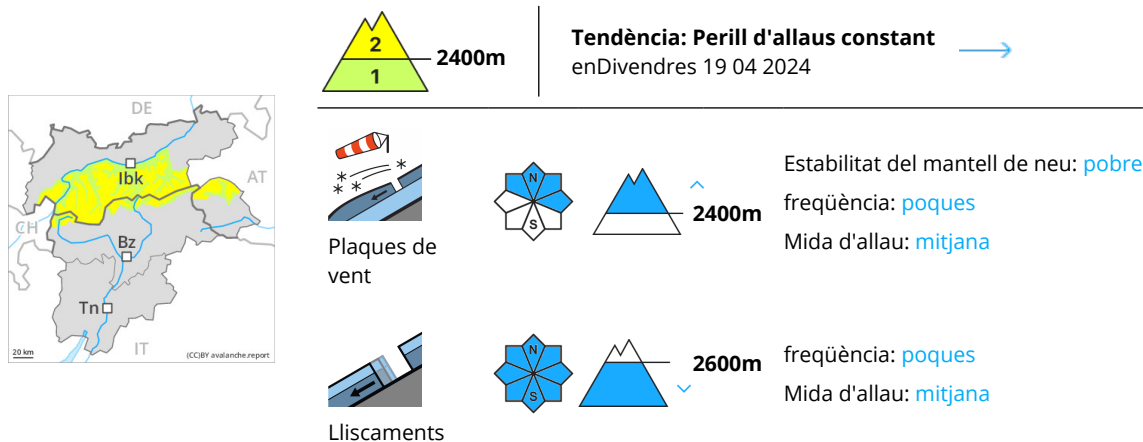 2
1
2400m
Tendència: Perill d'allaus constant
enDivendres 19 04 2024
DE
AT
Ibk
CH
Bz
Tn
IT
20 km
(CC)BY avalanche.report
Plaques de
vent
N
S
2400m
Estabilitat del mantell de neu: pobre
freqüència: poques
Mida d'allau: mitjana
Lliscaments
N
S
2600m
freqüència: poques
Mida d'allau: mitjana